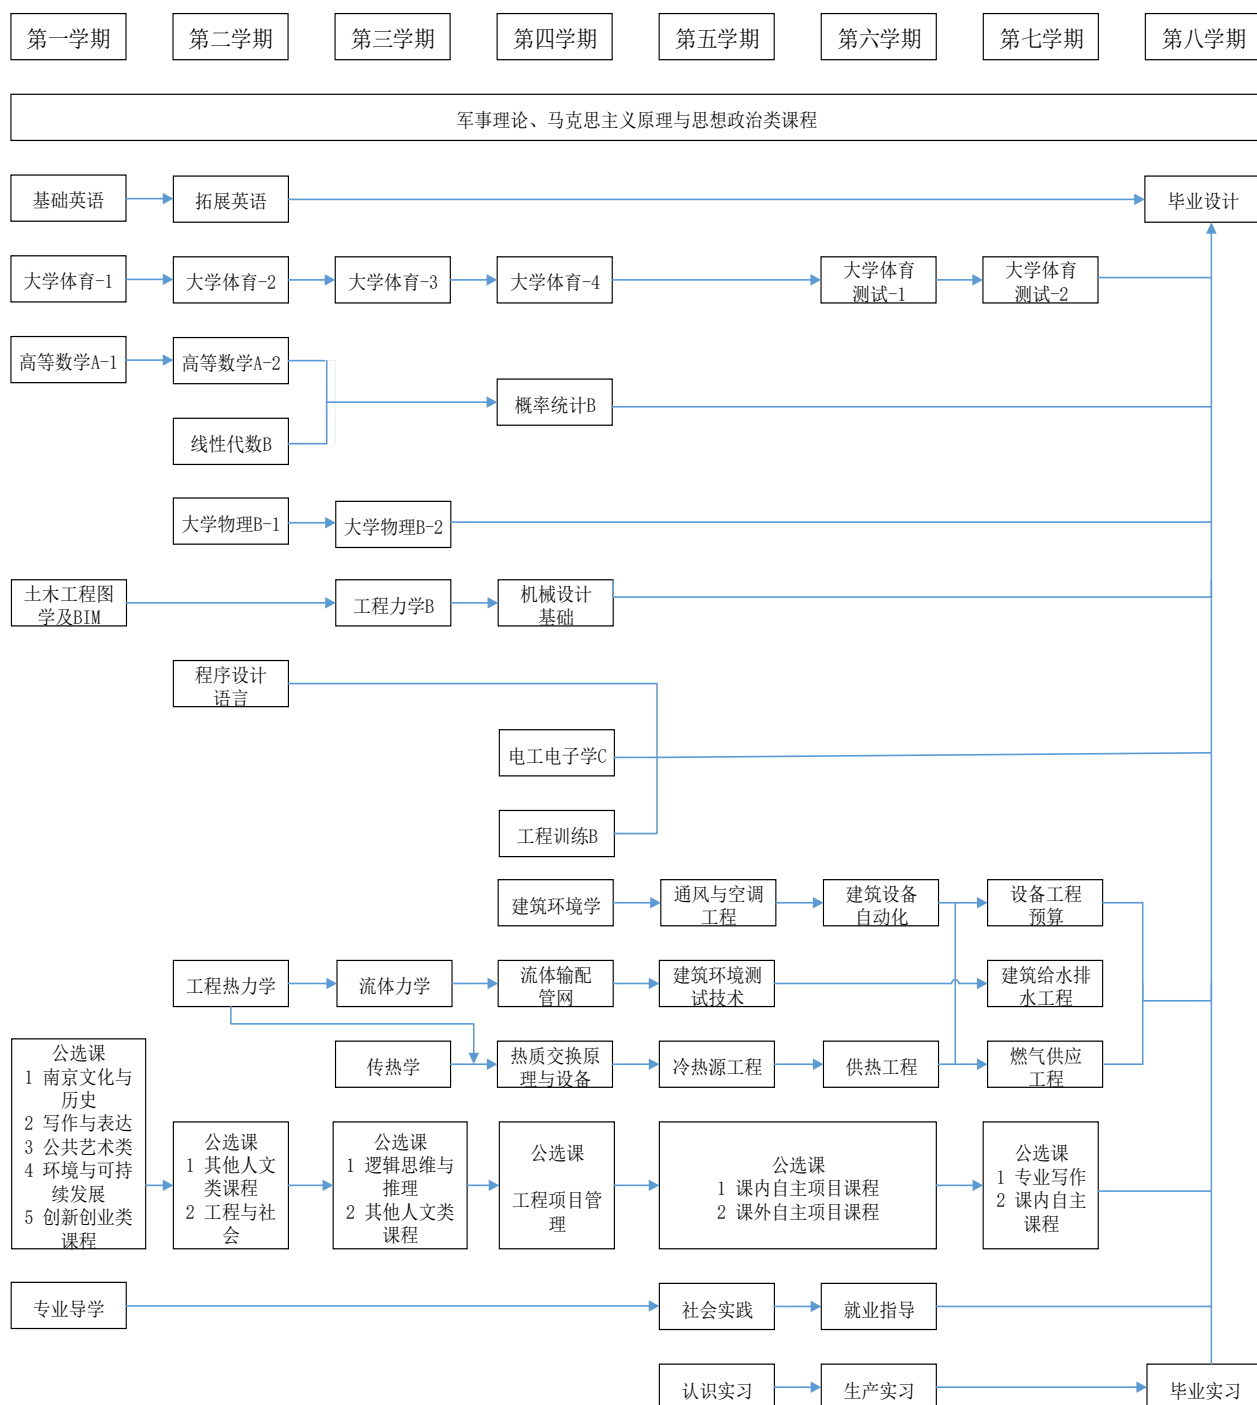 第一学期
第二学期
第三学期
第四学期
第五学期
第六学期
第七学期
第八学期
军事理论、马克思主义原理与思想政治类课程
基础英语
拓展英语
毕业设计
大学体育-1
大学体育-2
大学体育-3
大学体育-4
大学体育
测试-1
大学体育
测试-2
高等数学A-1
高等数学A-2
概率统计B
线性代数B
大学物理B-1
大学物理B-2
土木工程图
学及BIM
工程力学B
机械设计
基础
程序设计
语言
电工电子学C
工程训练B
建筑环境学
通风与空调
工程
建筑设备
自动化
设备工程
预算
工程热力学
流体力学
流体输配
管网
建筑环境测
试技术
建筑给水排
水工程
传热学
热质交换原
理与设备
冷热源工程
供热工程
燃气供应
工程
公选课
1 南京文化与
历史
2 写作与表达
3 公共艺术类
4 环境与可持
续发展
5 创新创业类
课程
公选课
1 其他人文
类课程
2 工程与社
会
公选课
1 逻辑思维与
推理
2 其他人文类
课程
公选课
工程项目管
理
公选课
1 课内自主项目课程
2 课外自主项目课程
公选课
1 专业写作
2 课内自主
课程
专业导学
社会实践
就业指导
认识实习
生产实习
毕业实习